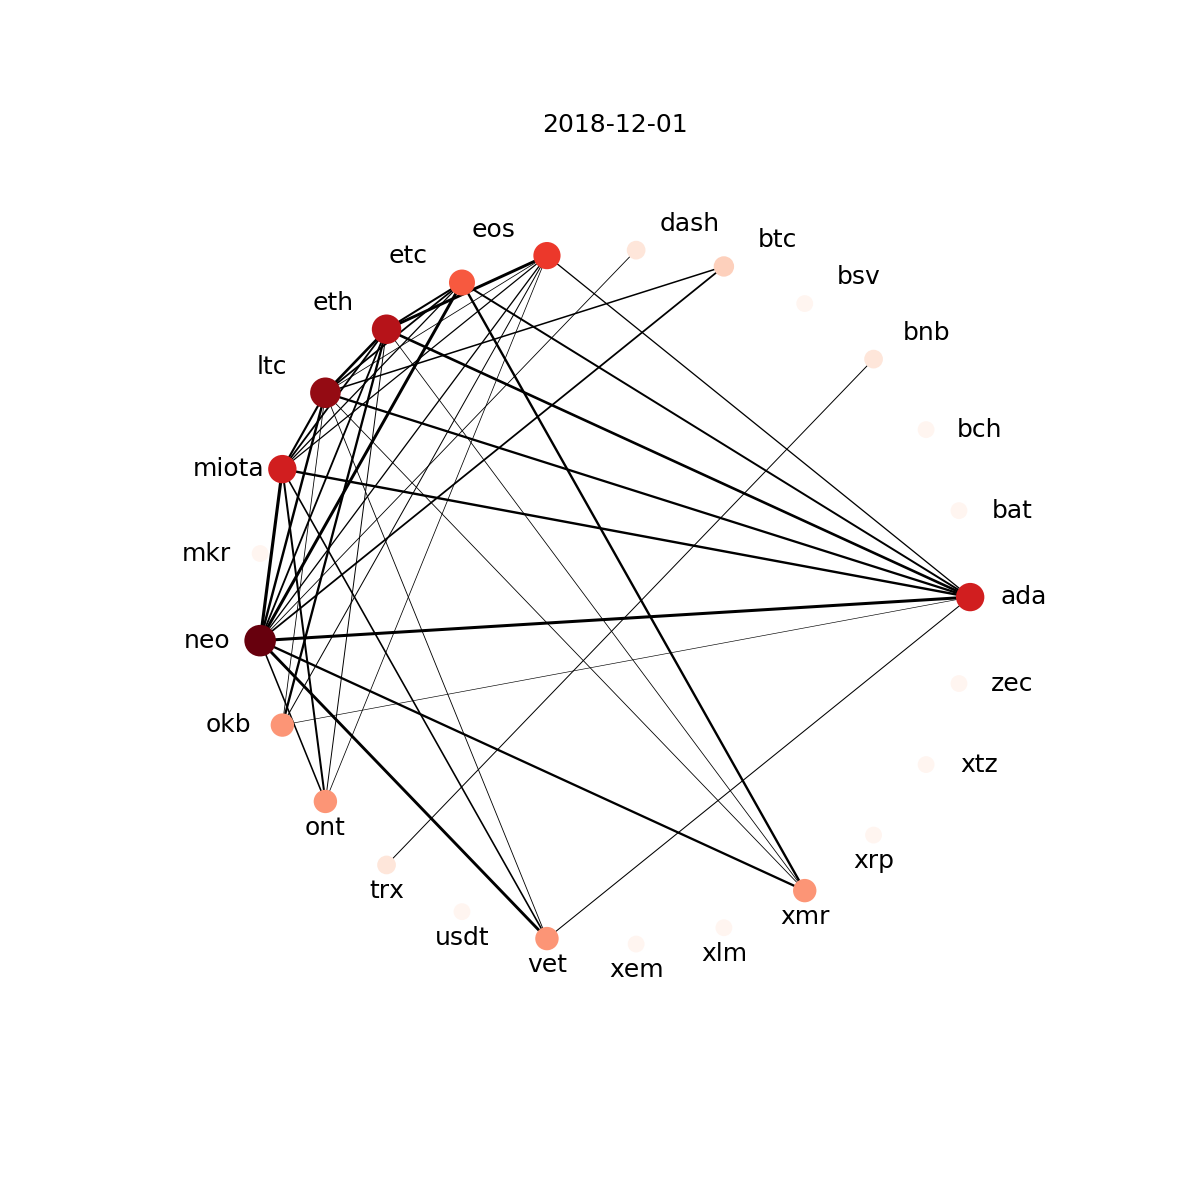 2018-12-01
dash
eos
btc
etc
bsv
eth
bnb
ltc
bch
miota
bat
mkr
ada
neo
zec
okb
xtz
ont
xrp
trx
xmr
usdt
xlm
vet
xem